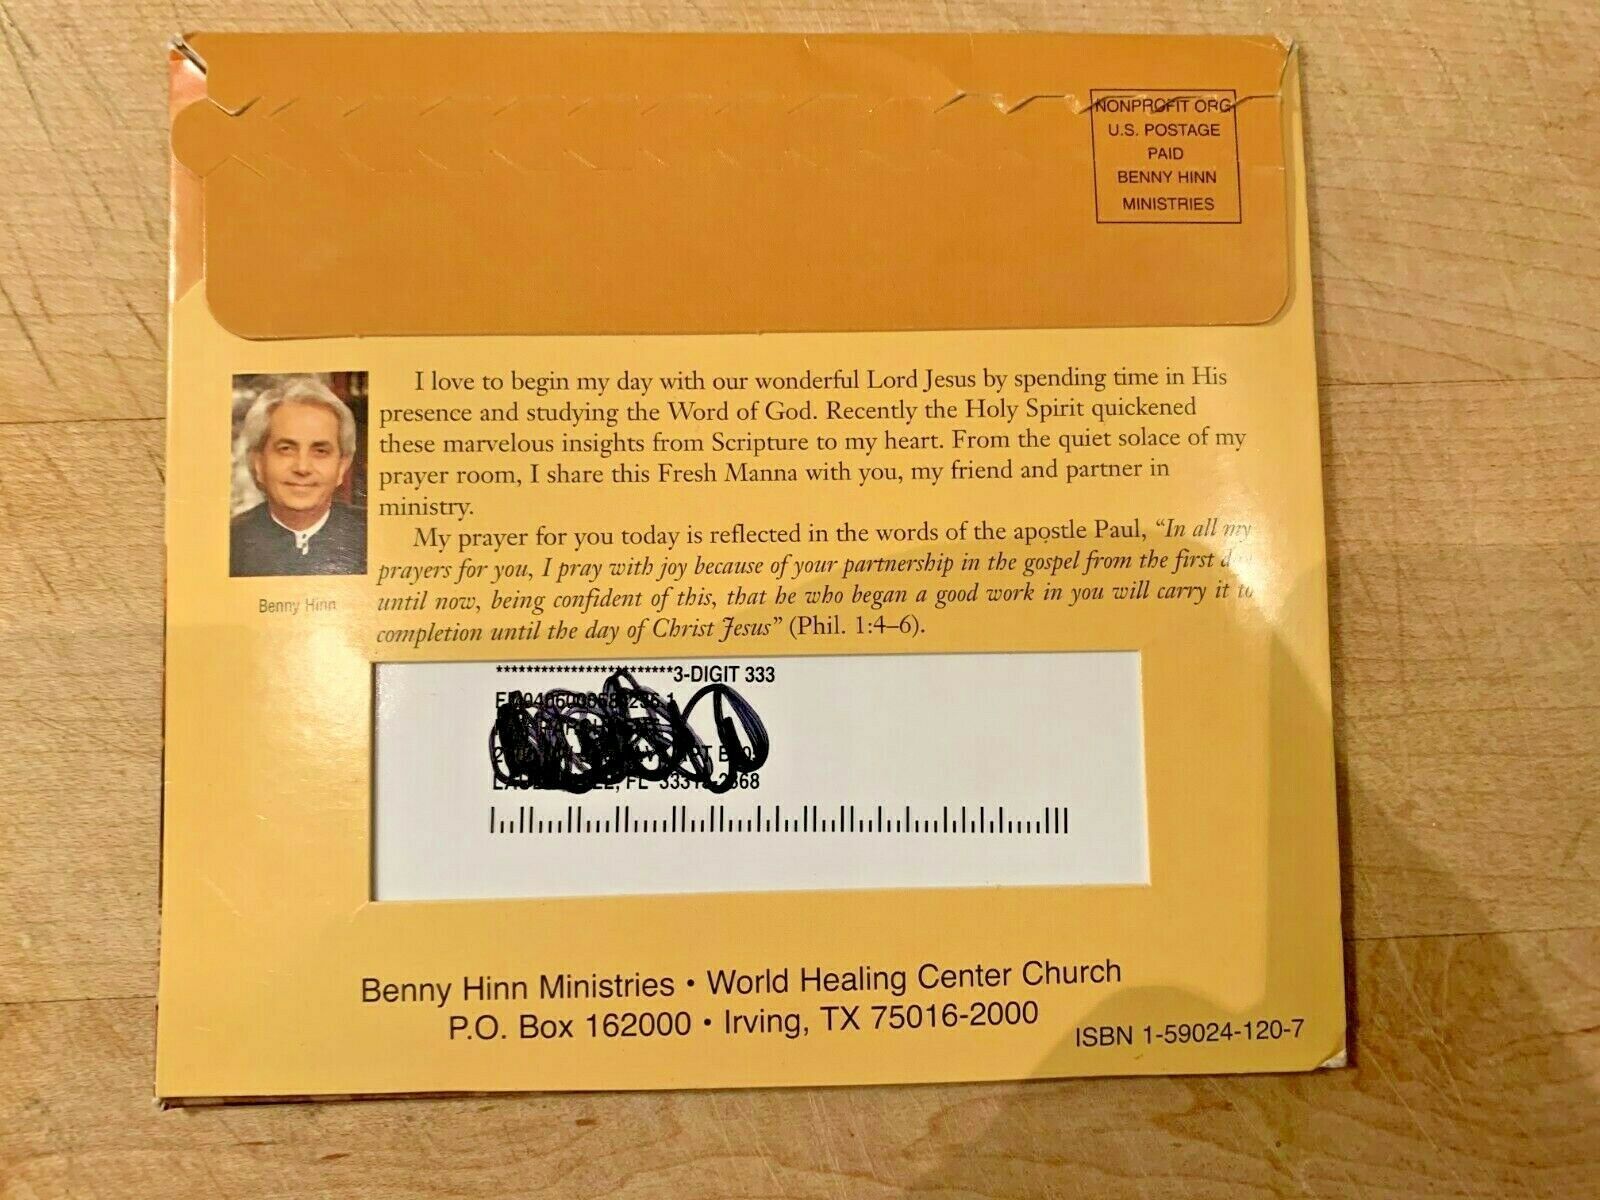 NONPROFIT ORG
U.S. POSTAGE
PAID
BENNY HINN
MINISTRIES
I love to begin my day with our wonderful Lord Jesus by spending time in His
presence and studying the Word of God. Recently the Holy Spirit quickened
these marvelous insights from Scripture to my heart. From the quiet solace of my
prayer room, I share this Fresh Manna with you, my friend and partner in
ministry.
My prayer for you today is reflected in the words of the apostle Paul, “In all my
prayers for you, I pray with joy because of your partnership in the gospel from the first day
until now, being confident of this, that he who began a good work in you will carry it to
completion until the day of Christ Jesus” (Phil. 1:4–6).
Benny Hinn
************************3-DIGIT 333
FL
Benny Hinn Ministries • World Healing Center Church
P.O. Box 162000 • Irving, TX 75016-2000
ISBN 1-59024-120-7